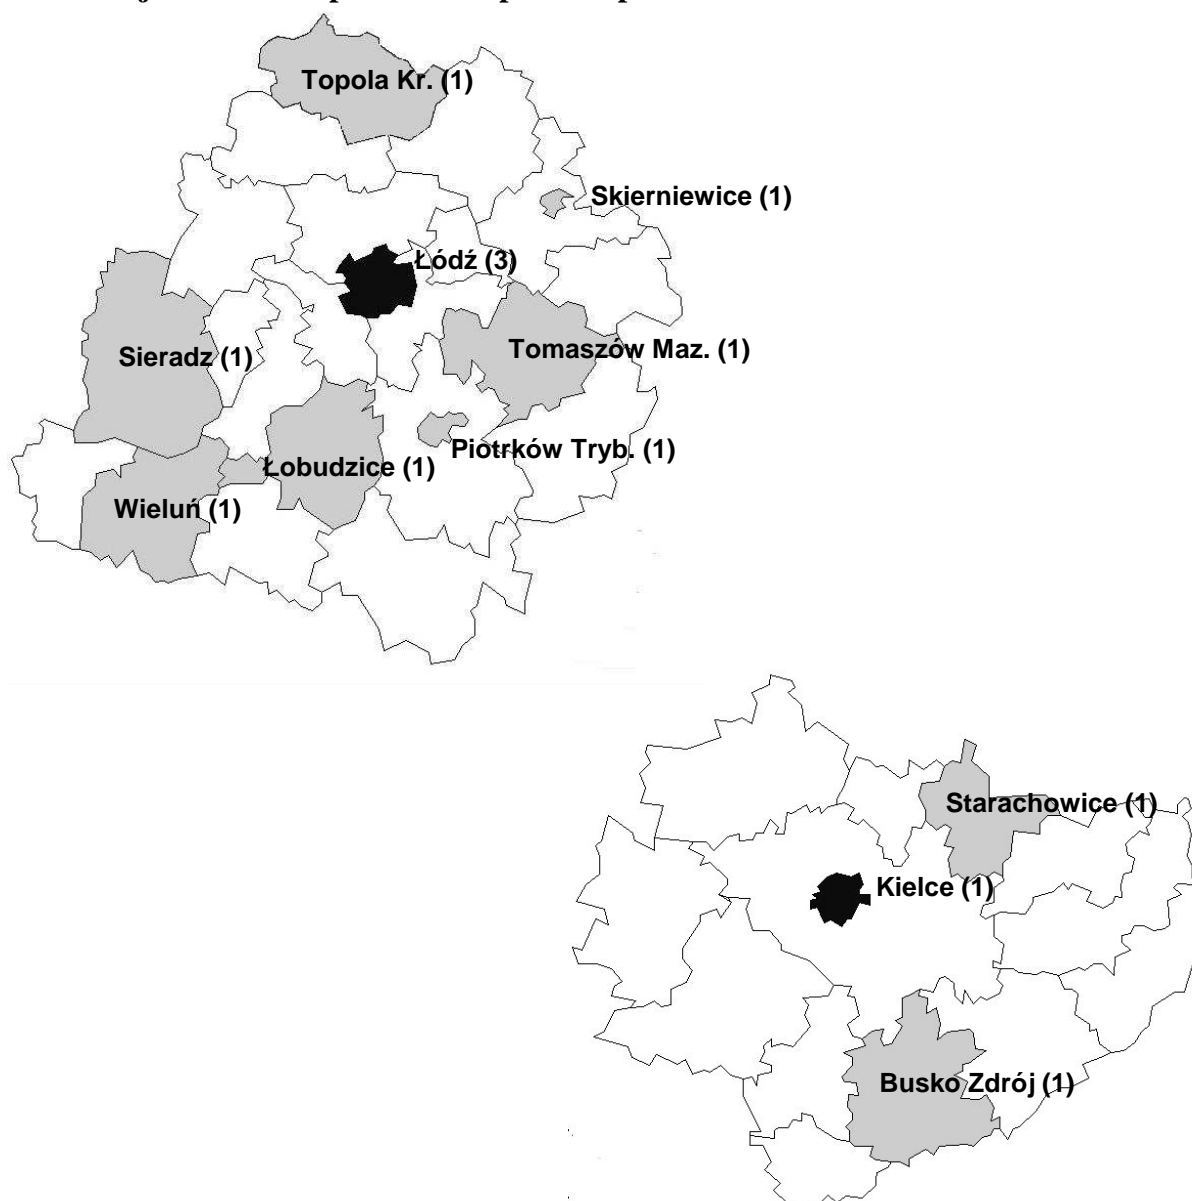 Topola Kr. (1)
Skierniewice (1)
Łódź (3)
Sieradz (1)
Tomaszów Maz. (1)
Piotrków Tryb. (1)
Łobudzice (1)
Wieluń (1)
Starachowice (1)
Kielce (1)
Busko Zdrój (1)